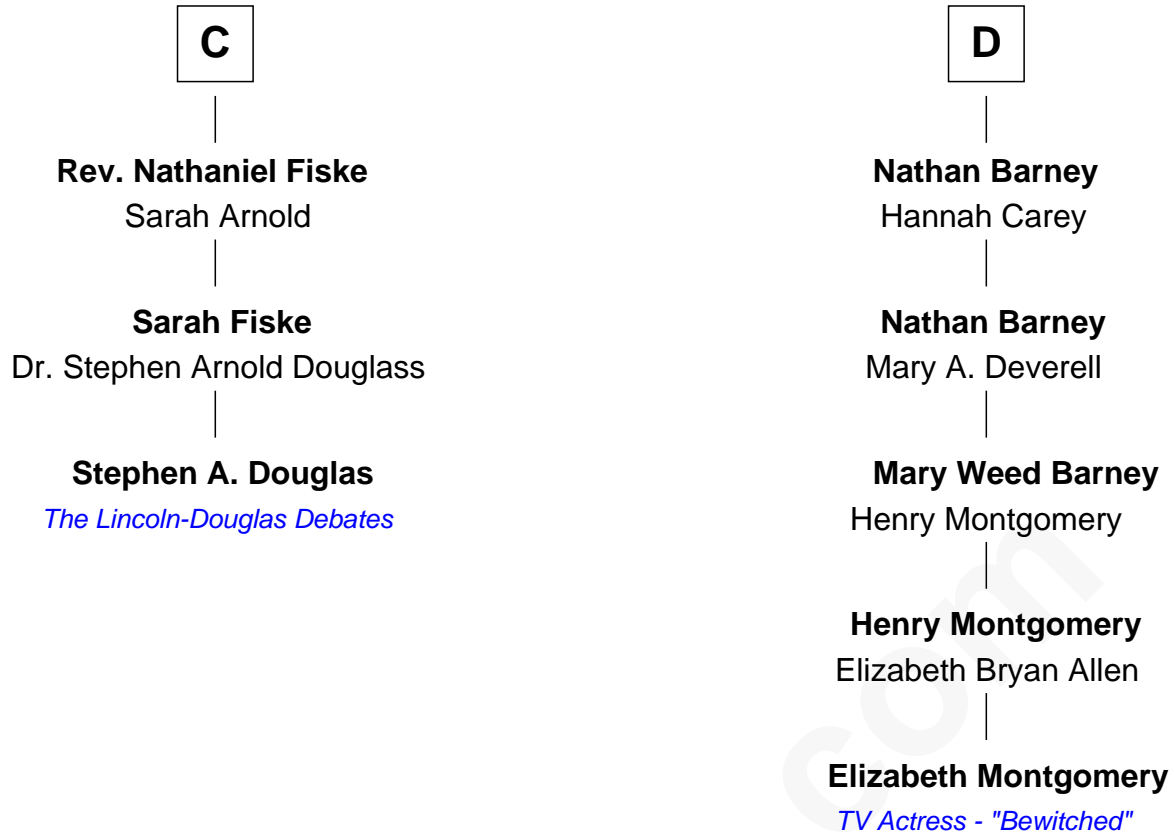 C
Rev. Nathaniel Fiske
Sarah Arnold
Sarah Fiske
Dr. Stephen Arnold Douglass
Stephen A. Douglas
The Lincoln-Douglas Debates
D
Nathan Barney
Hannah Carey
Nathan Barney
Mary A. Deverell
Mary Weed Barney
Henry Montgomery
Henry Montgomery
Elizabeth Bryan Allen
Elizabeth Montgomery
TV Actress - "Bewitched"
com